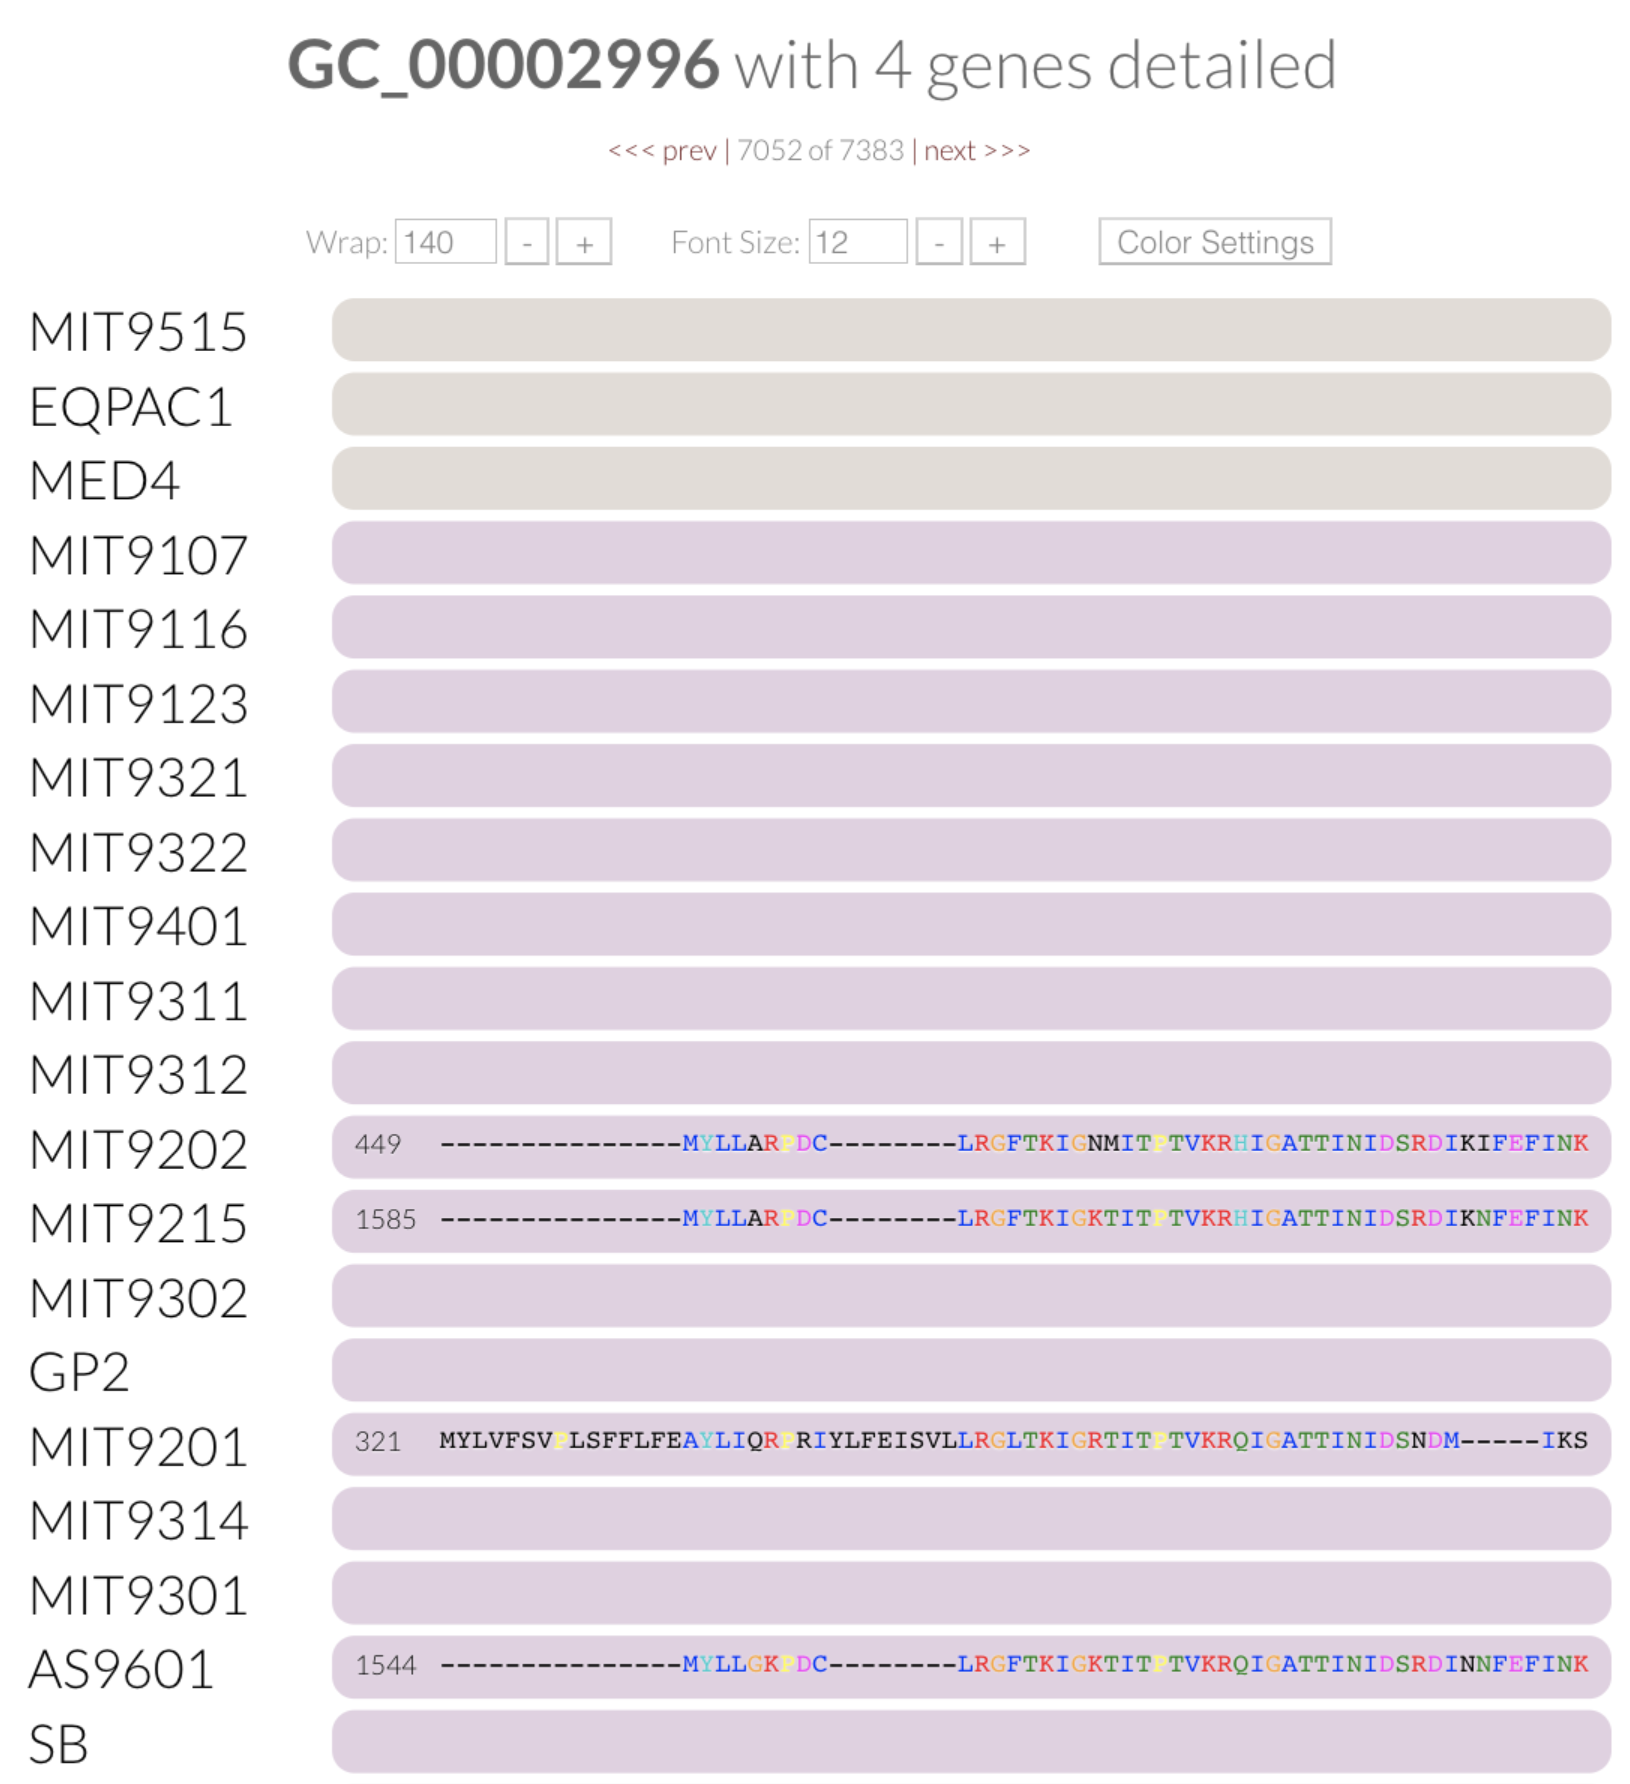 GC_00002996 with 4 genes detailed
<<< prev | 7052 of 7383 | next >>>
Wrap: 140 - + Font Size: 12 - + Color Settings
MIT9515
EQPAC1
MED4
MIT9107
MIT9116
MIT9123
MIT9321
MIT9322
MIT9401
MIT9311
MIT9312
MIT9202 449 ---------------MYLLARPDC--------LRGFTKIGNMITPTVKRHIGATTINIDSRDIKIFEFINK
MIT9215 1585 ---------------MYLLARPDC--------LRGFTKIGKTITPTVKRHIGATTINIDSRDIKNFEFINK
MIT9302
GP2
MIT9201 321 MYLVFSVPLSFFLFEAYLIQRPRIYLFEISVLLRGLTKIGRTITPTVKRQIGATTINIDSNDM-----IKS
MIT9314
MIT9301
AS9601 1544 ---------------MYLLGKPDC--------LRGFTKIGKTITPTVKRQIGATTINIDSRDINNFEFINK
SB